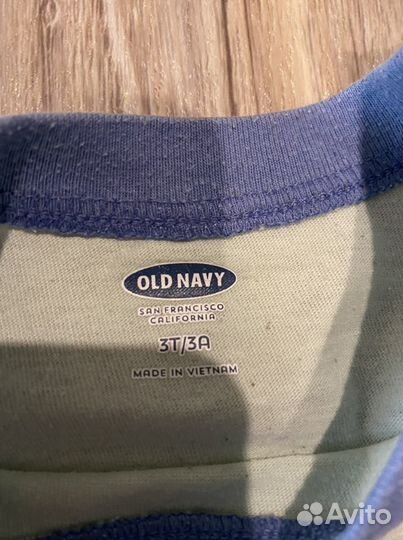 OLD NAVY
SAN FRANCISCO
CALIFORNIA
3T/3A
MADE IN VIETNAM
Avito